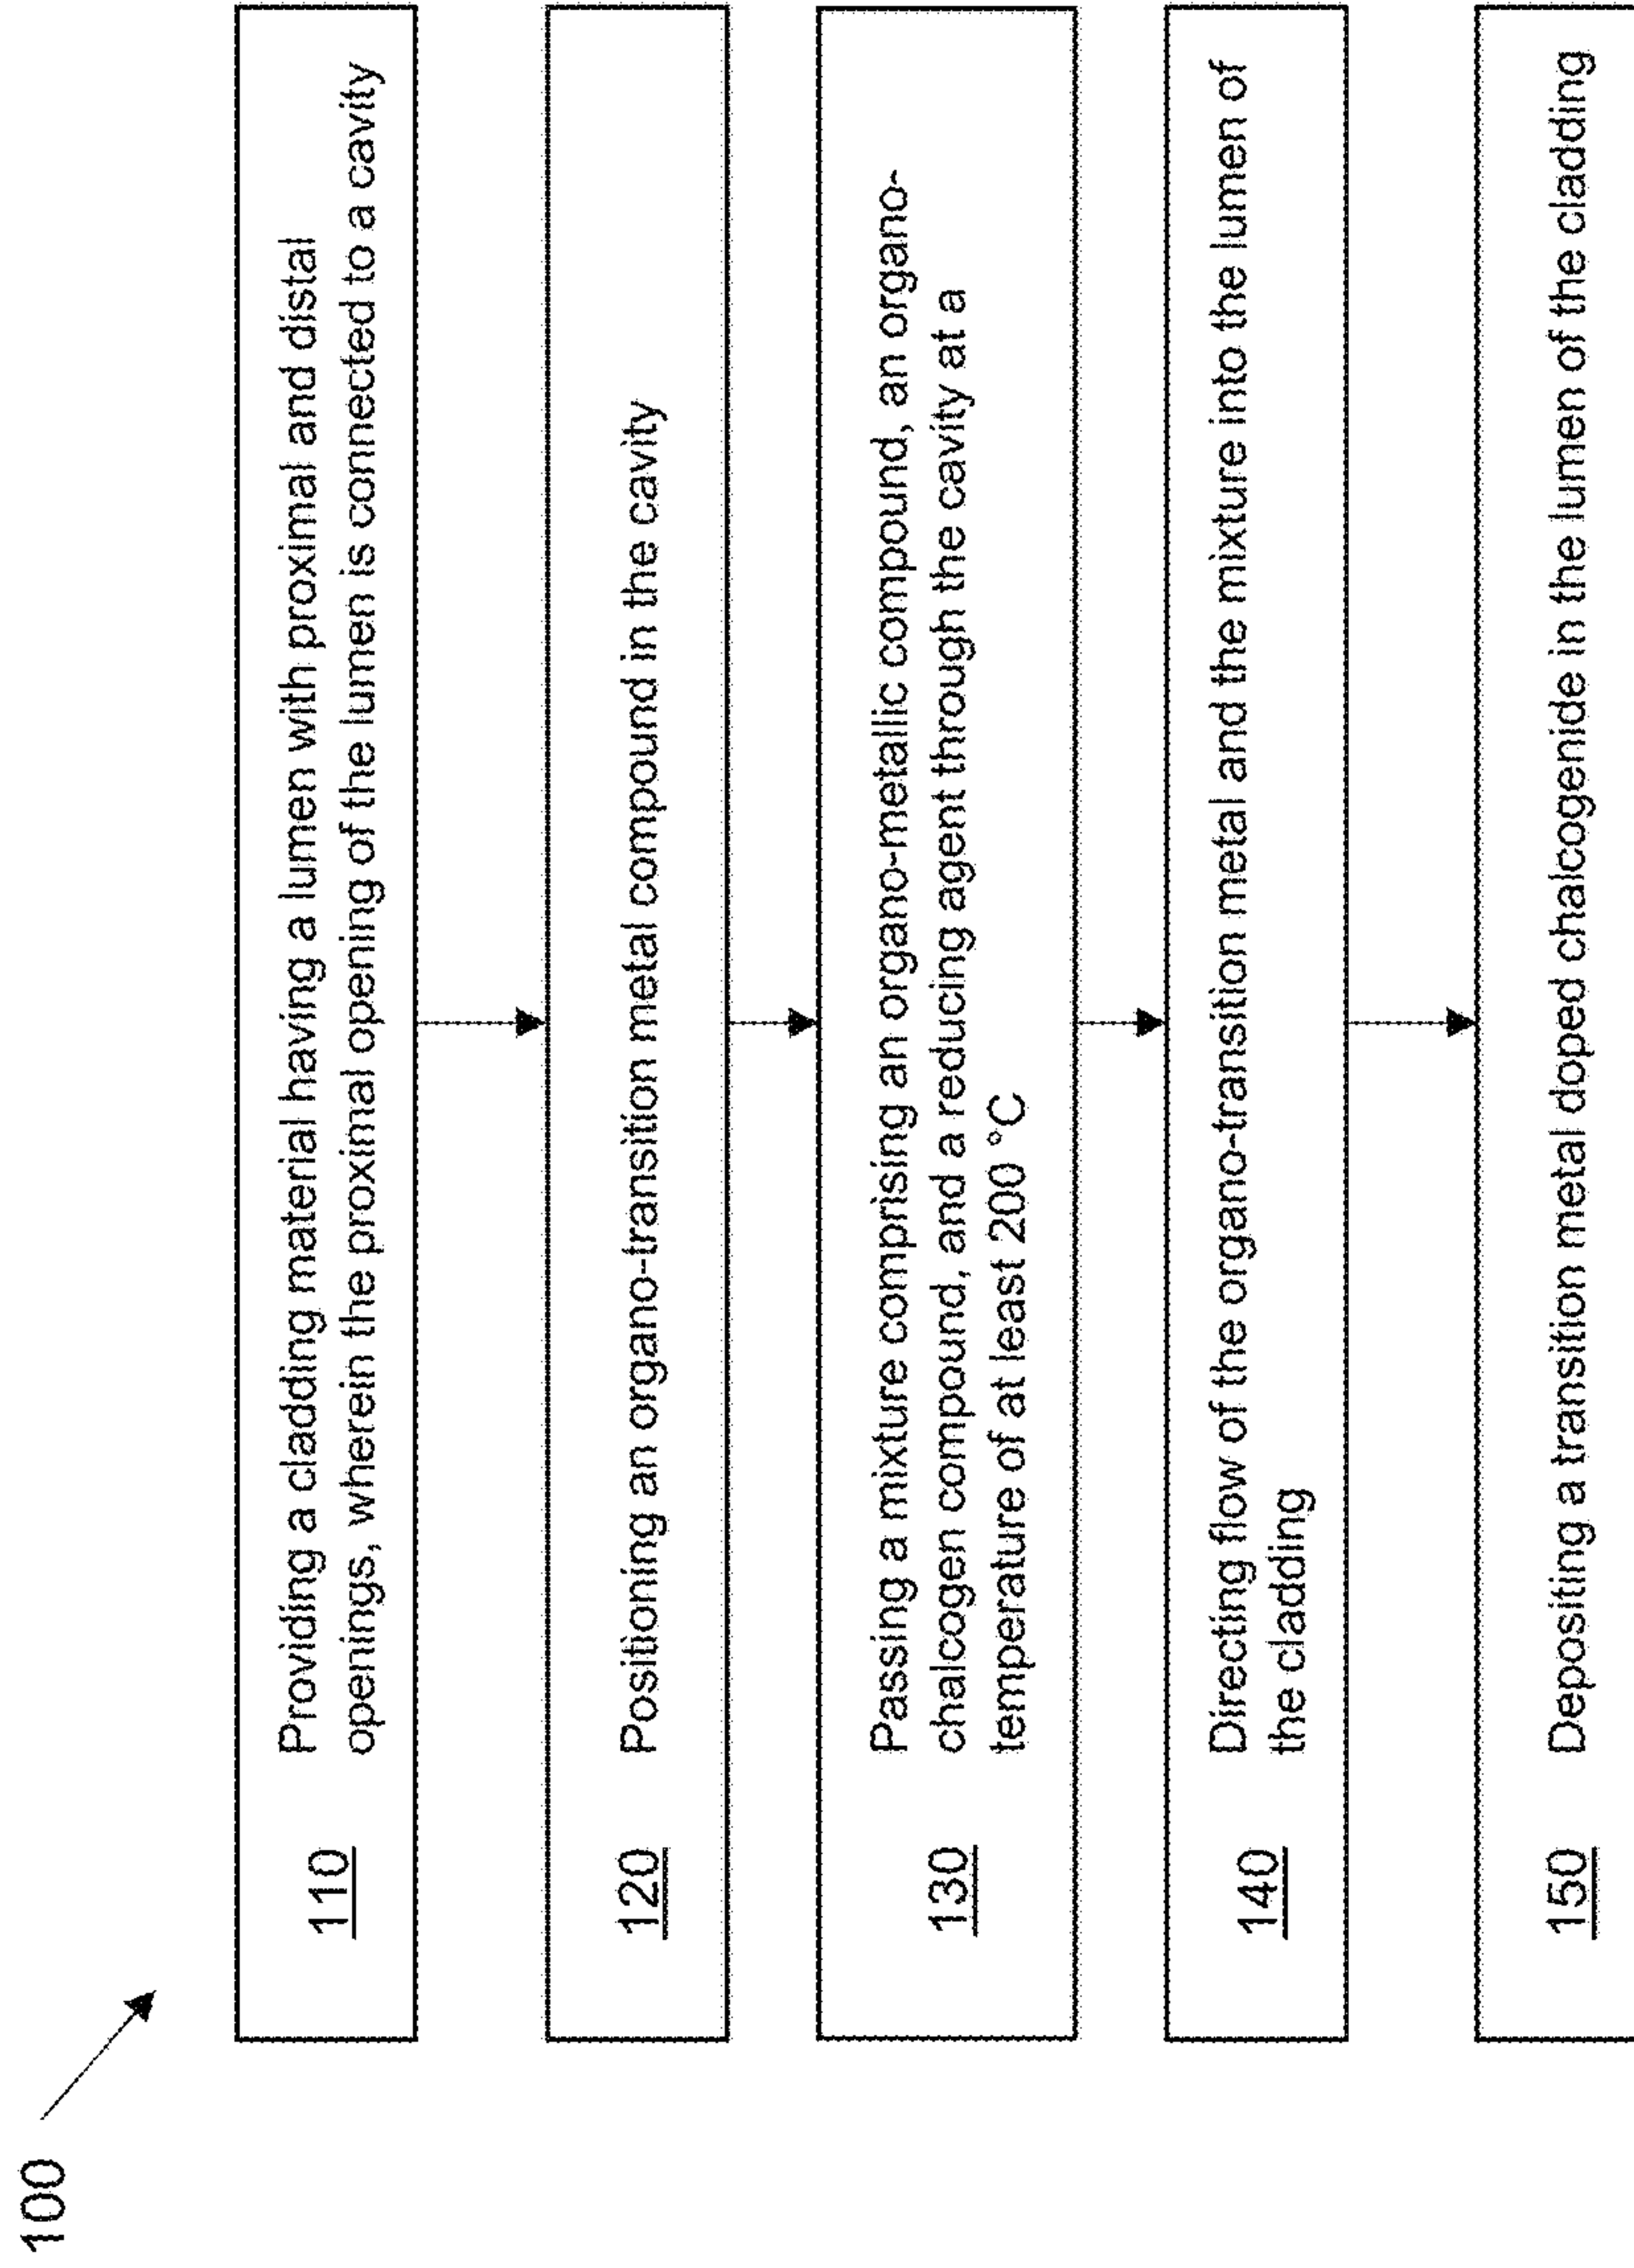 100
110
Providing a cladding material having a lumen with proximal and distal
openings, wherein the proximal opening of the lumen is connected to a cavity
120
Positioning an organo-transition metal compound in the cavity
130
Passing a mixture comprising an organo-metallic compound, an organo-
chalcogen compound, and a reducing agent through the cavity at a
temperature of at least 200 °C
140
Directing flow of the organo-transition metal and the mixture into the lumen of
the cladding
150
Depositing a transition metal doped chalcogenide in the lumen of the cladding